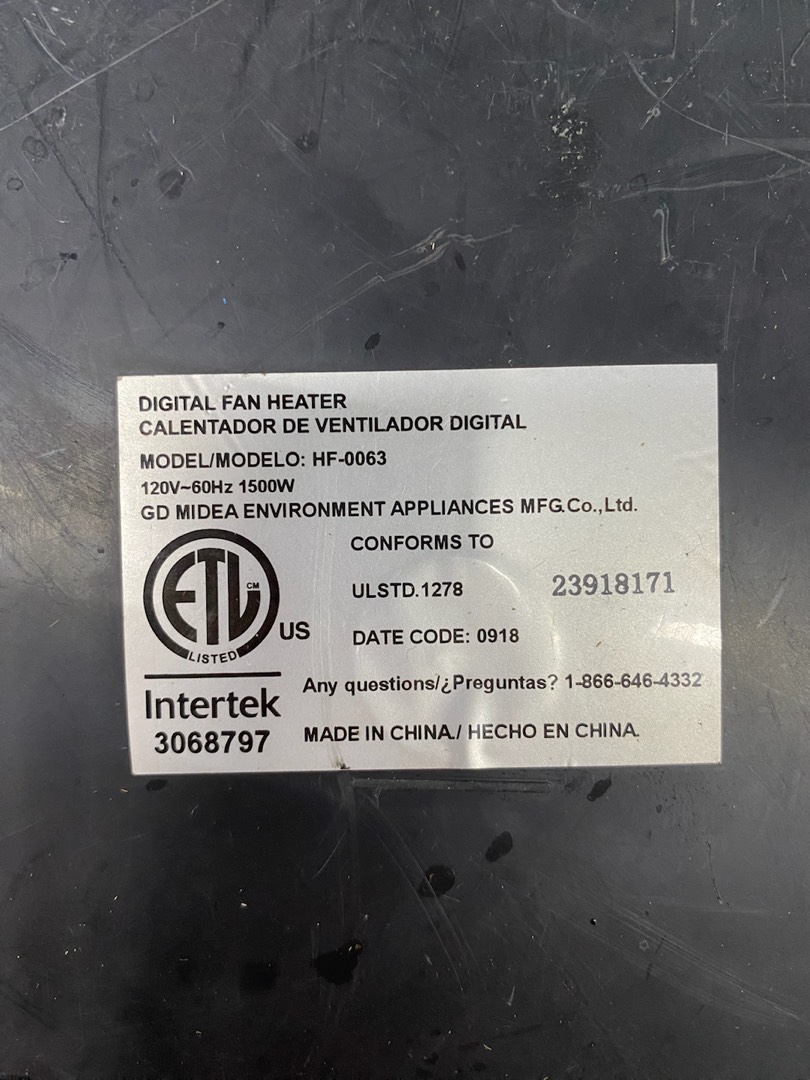 DIGITAL FAN HEATER
CALENTADOR DE VENTILADOR DIGITAL
MODEL/MODELO: HF-0063
120V~60Hz 1500W
GD MIDEA ENVIRONMENT APPLIANCES MFG.Co.,Ltd.
CONFORMS TO
ETL CM
LISTED
US
ULSTD.1278 23918171
DATE CODE: 0918
Intertek
3068797
Any questions/¿Preguntas? 1-866-646-4332
MADE IN CHINA./ HECHO EN CHINA.